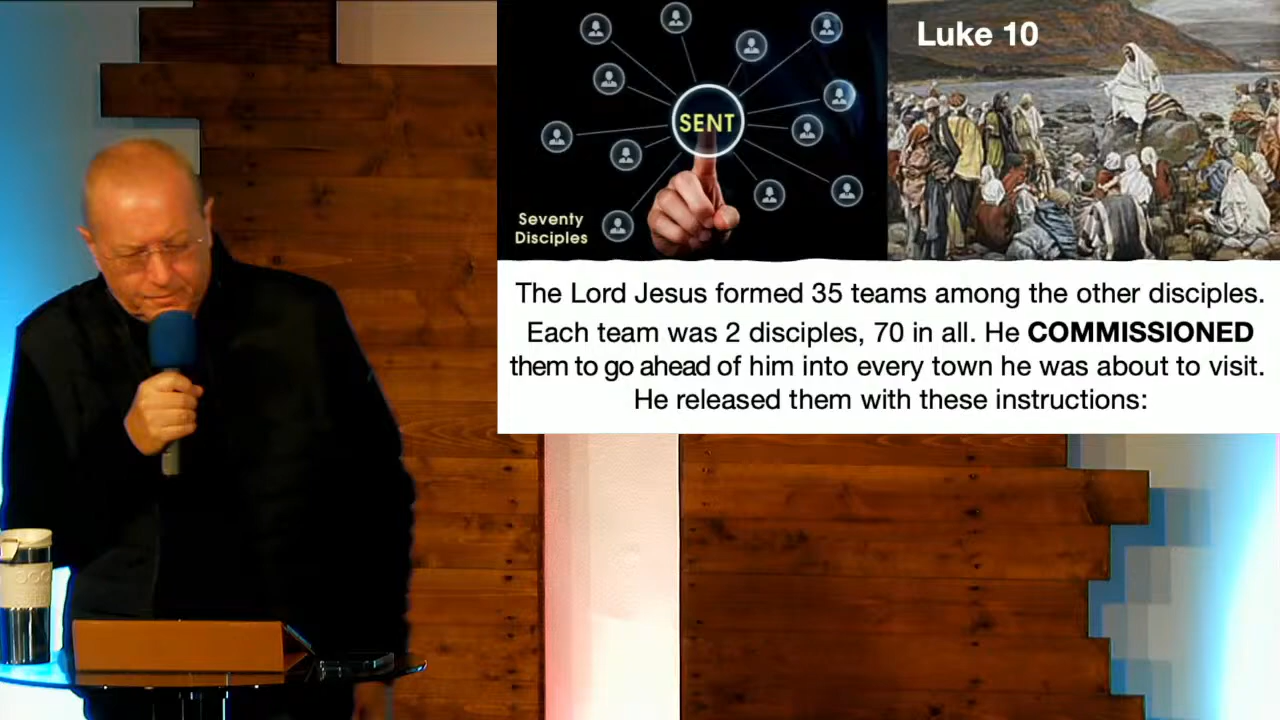 SENT
Seventy
Disciples
Luke 10
The Lord Jesus formed 35 teams among the other disciples.
Each team was 2 disciples, 70 in all. He COMMISSIONED
them to go ahead of him into every town he was about to visit.
He released them with these instructions: